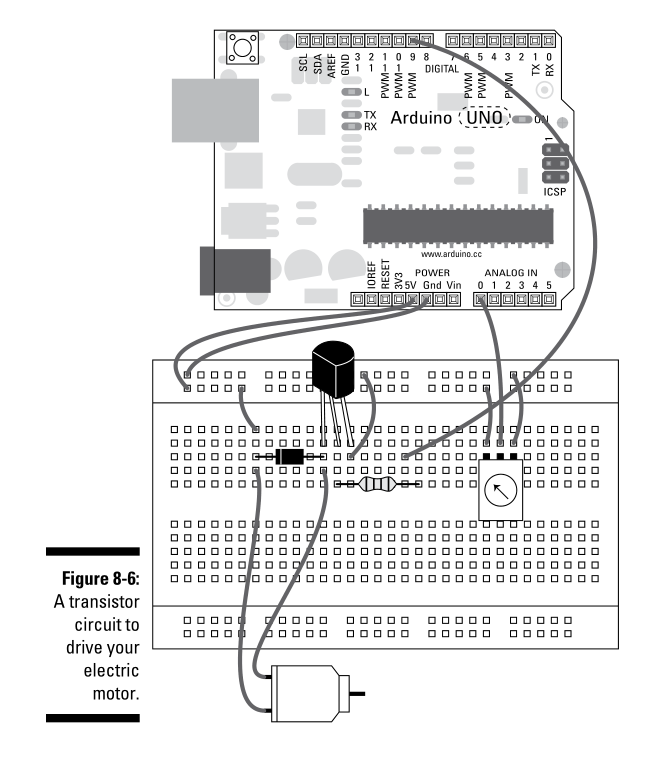 SCL
SDA
AREF
GND
13
12
PWM 11
PWM 10
PWM 9
8
DIGITAL
7
PWM 6
PWM 5
4
PWM 3
2
TX 1
RX 0
L
TX
RX
Arduino UNO
ON
1
ICSP
www.arduino.cc
POWER
ANALOG IN
IOREF
RESET
3V3
5V Gnd Vin
0 1 2 3 4 5
Figure 8-6:
A transistor
circuit to
drive your
electric
motor.